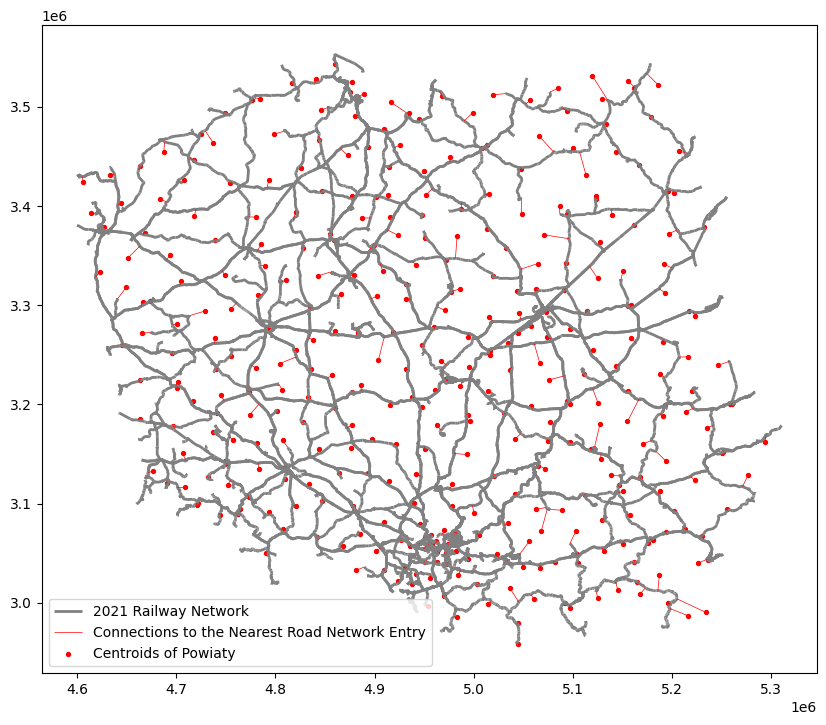 1e6
3.5
3.4
3.3
3.2
3.1
3.0
2021 Railway Network
Connections to the Nearest Road Network Entry
Centroids of Powiaty
4.6 4.7 4.8 4.9 5.0 5.1 5.2 5.3
1e6